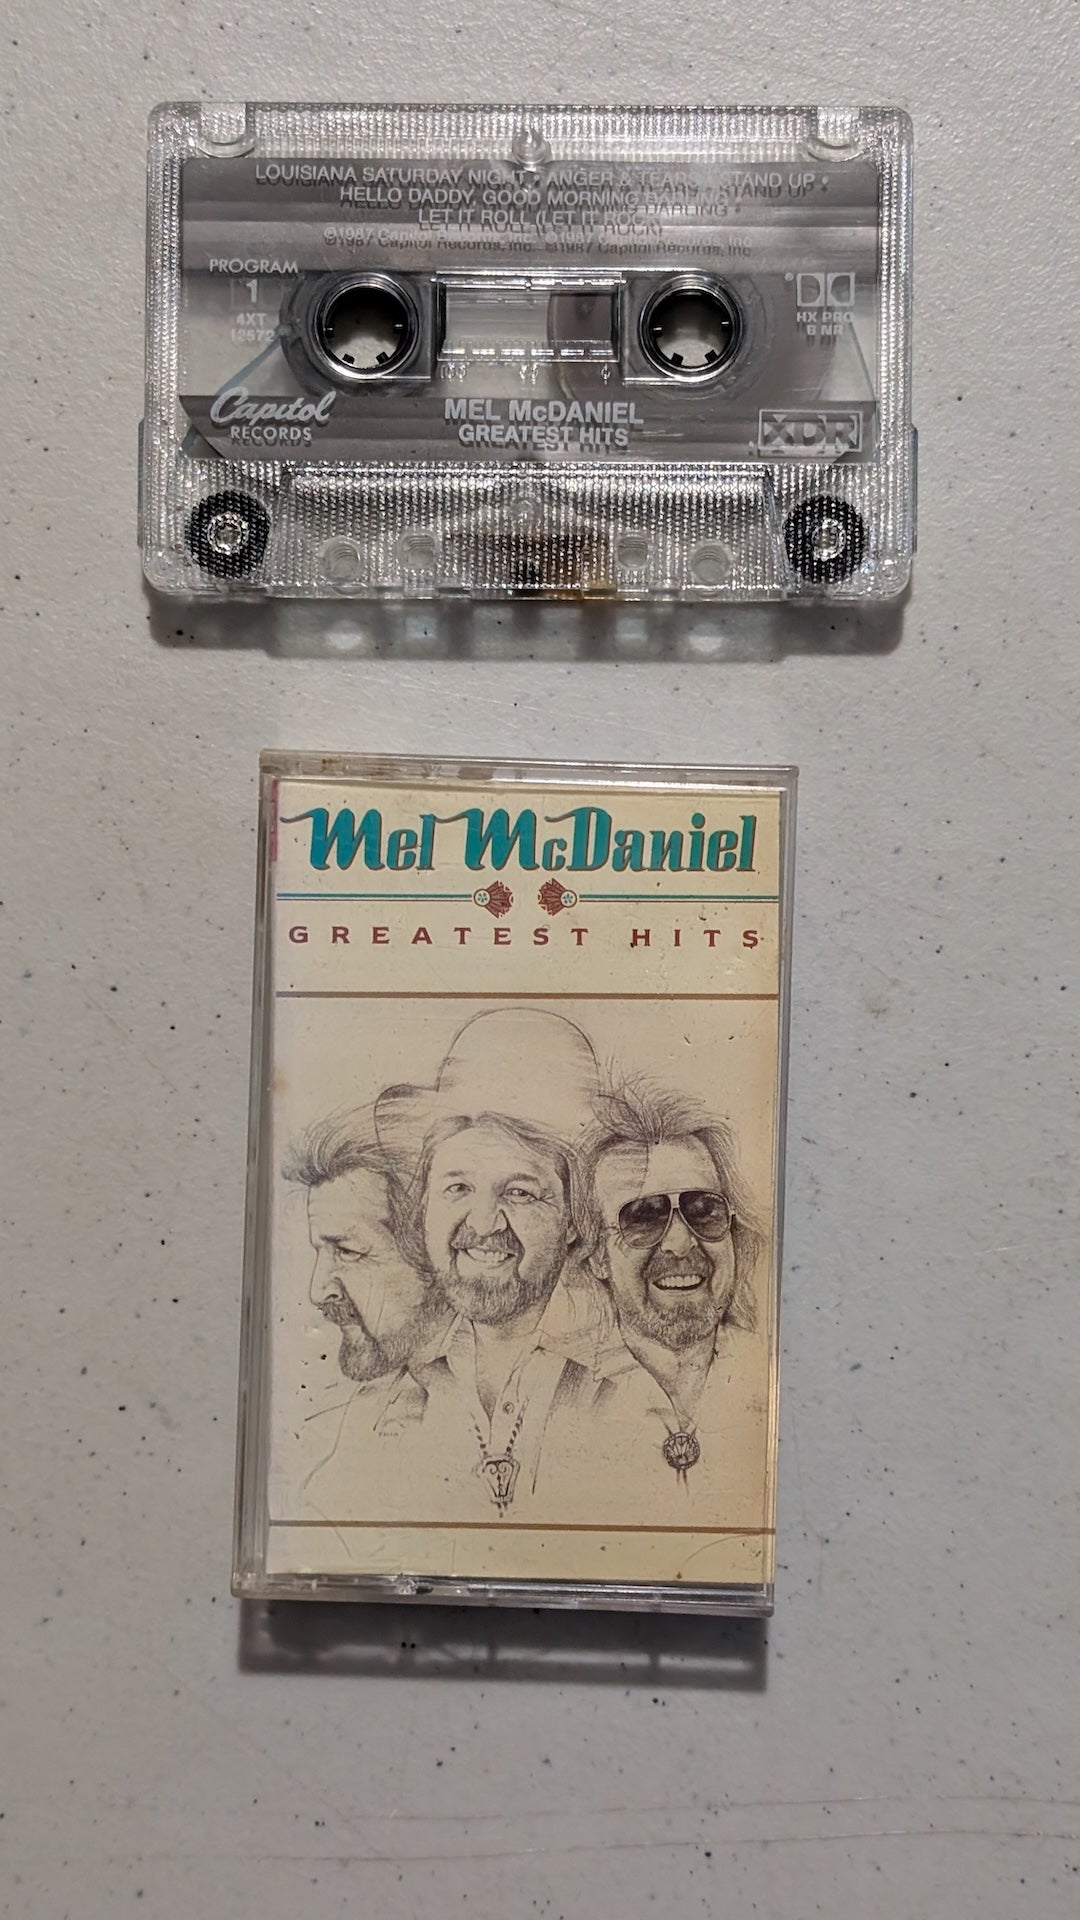 LOUISIANA SATURDAY NIGHT • ANGER & TEARS • STAND UP •
HELLO DADDY, GOOD MORNING DARLING •
LET IT ROLL (LET IT ROCK)
©1987 Capitol Records, Inc. ©1987 Capitol Records, Inc.
PROGRAM
1
4XT
HX PRO
B NR
Capitol
RECORDS
MEL McDANIEL
GREATEST HITS
XDR
Mel McDaniel
GREATEST HITS